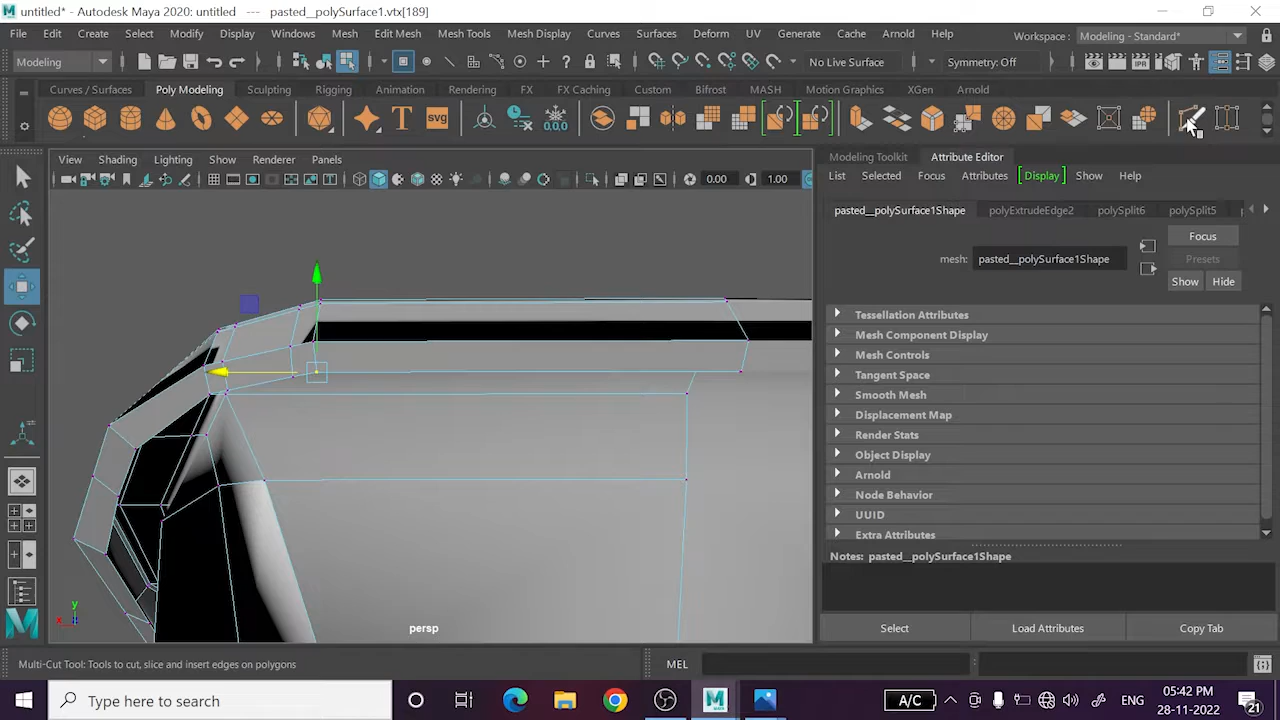 untitled* - Autodesk Maya 2020: untitled --- pasted__polySurface1.vtx[189]
File Edit Create Select Modify Display Windows Mesh Edit Mesh Mesh Tools Mesh Display Curves Surfaces Deform UV Generate Cache Arnold Help Workspace : Modeling - Standard*
Modeling No Live Surface Symmetry: Off
Curves / Surfaces Poly Modeling Sculpting Rigging Animation Rendering FX FX Caching Custom Bifrost MASH Motion Graphics XGen Arnold
svg 0,0,0
View Shading Lighting Show Renderer Panels
0.00 1.00
Modeling Toolkit Attribute Editor
List Selected Focus Attributes Display Show Help
pasted__polySurface1Shape polyExtrudeEdge2 polySplit6 polySplit5
Focus
mesh: pasted__polySurface1Shape
Presets
Show Hide
Tessellation Attributes
Mesh Component Display
Mesh Controls
Tangent Space
Smooth Mesh
Displacement Map
Render Stats
Object Display
Arnold
Node Behavior
UUID
Extra Attributes
Notes: pasted__polySurface1Shape
y
x
persp
Select Load Attributes Copy Tab
Multi-Cut Tool: Tools to cut, slice and insert edges on polygons
MEL
Type here to search
A/C
ENG
05:42 PM
28-11-2022
21